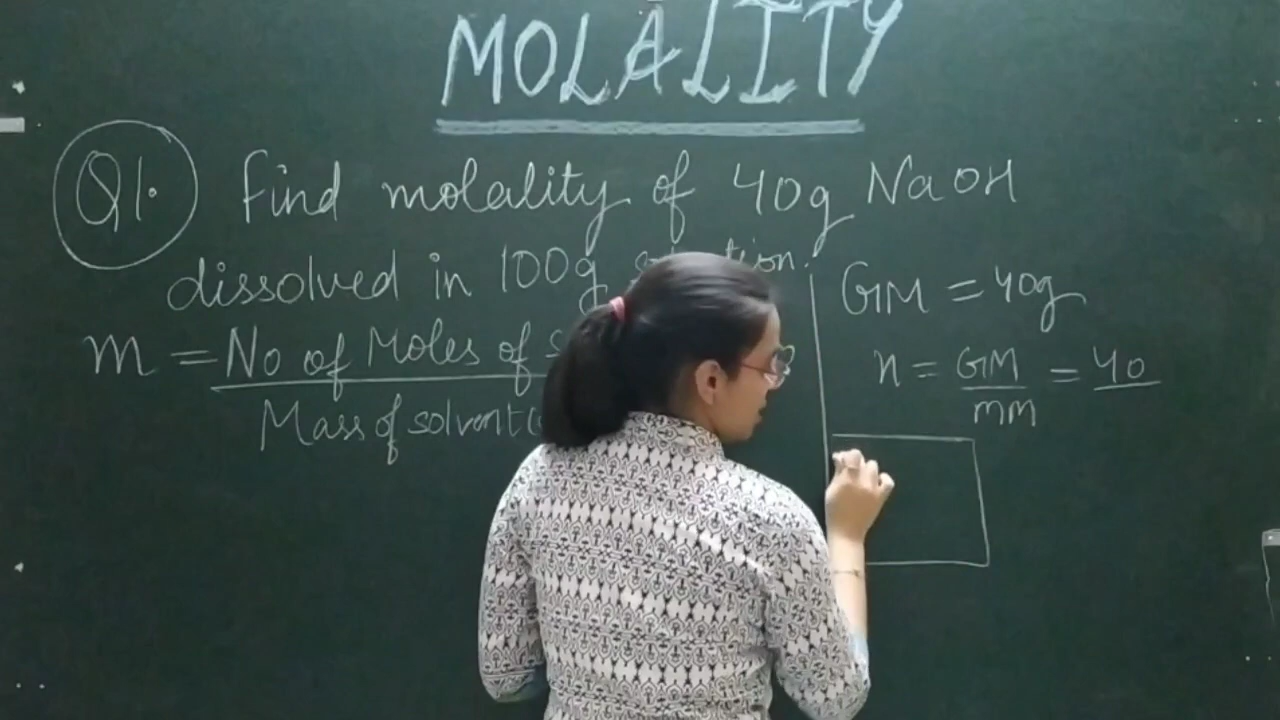 MOLALITY
Q1. Find molality of 40g NaOH
dissolved in 100g
m = No of Moles of
Mass of solvent
GM = 40g
n = GM = 40
mm